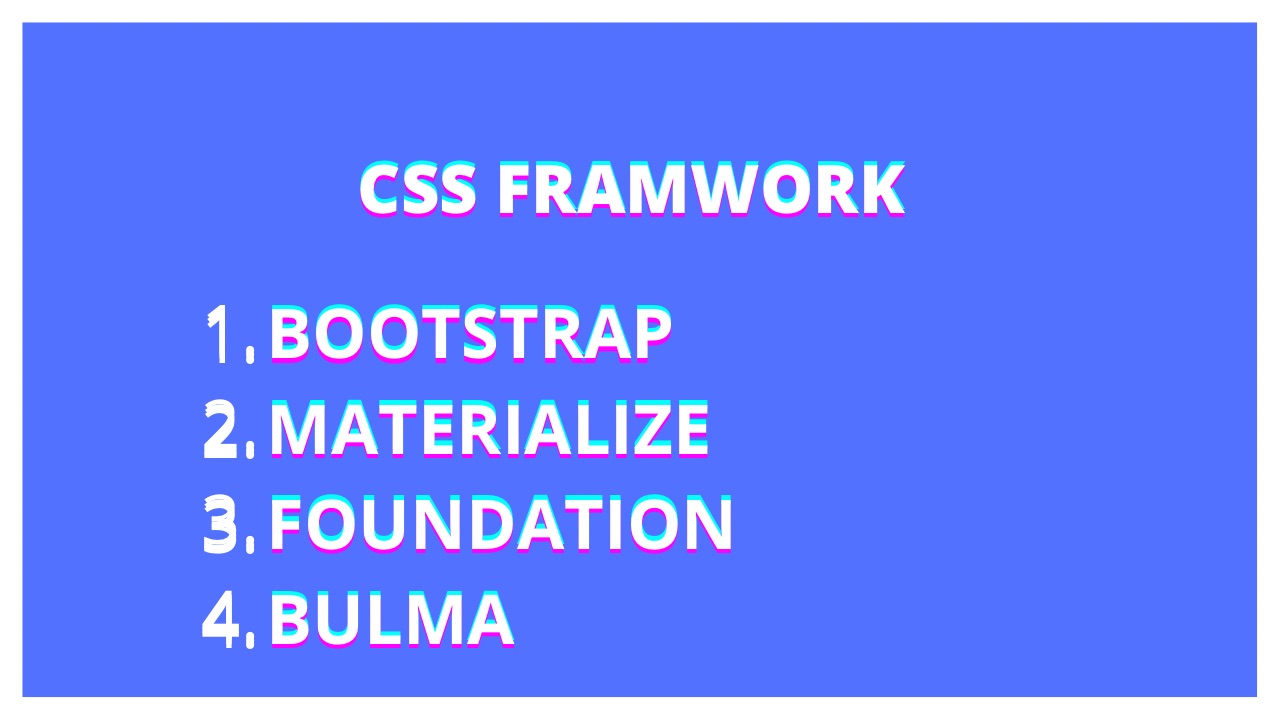 CSS FRAMWORK
1. BOOTSTRAP
2. MATERIALIZE
3. FOUNDATION
4. BULMA